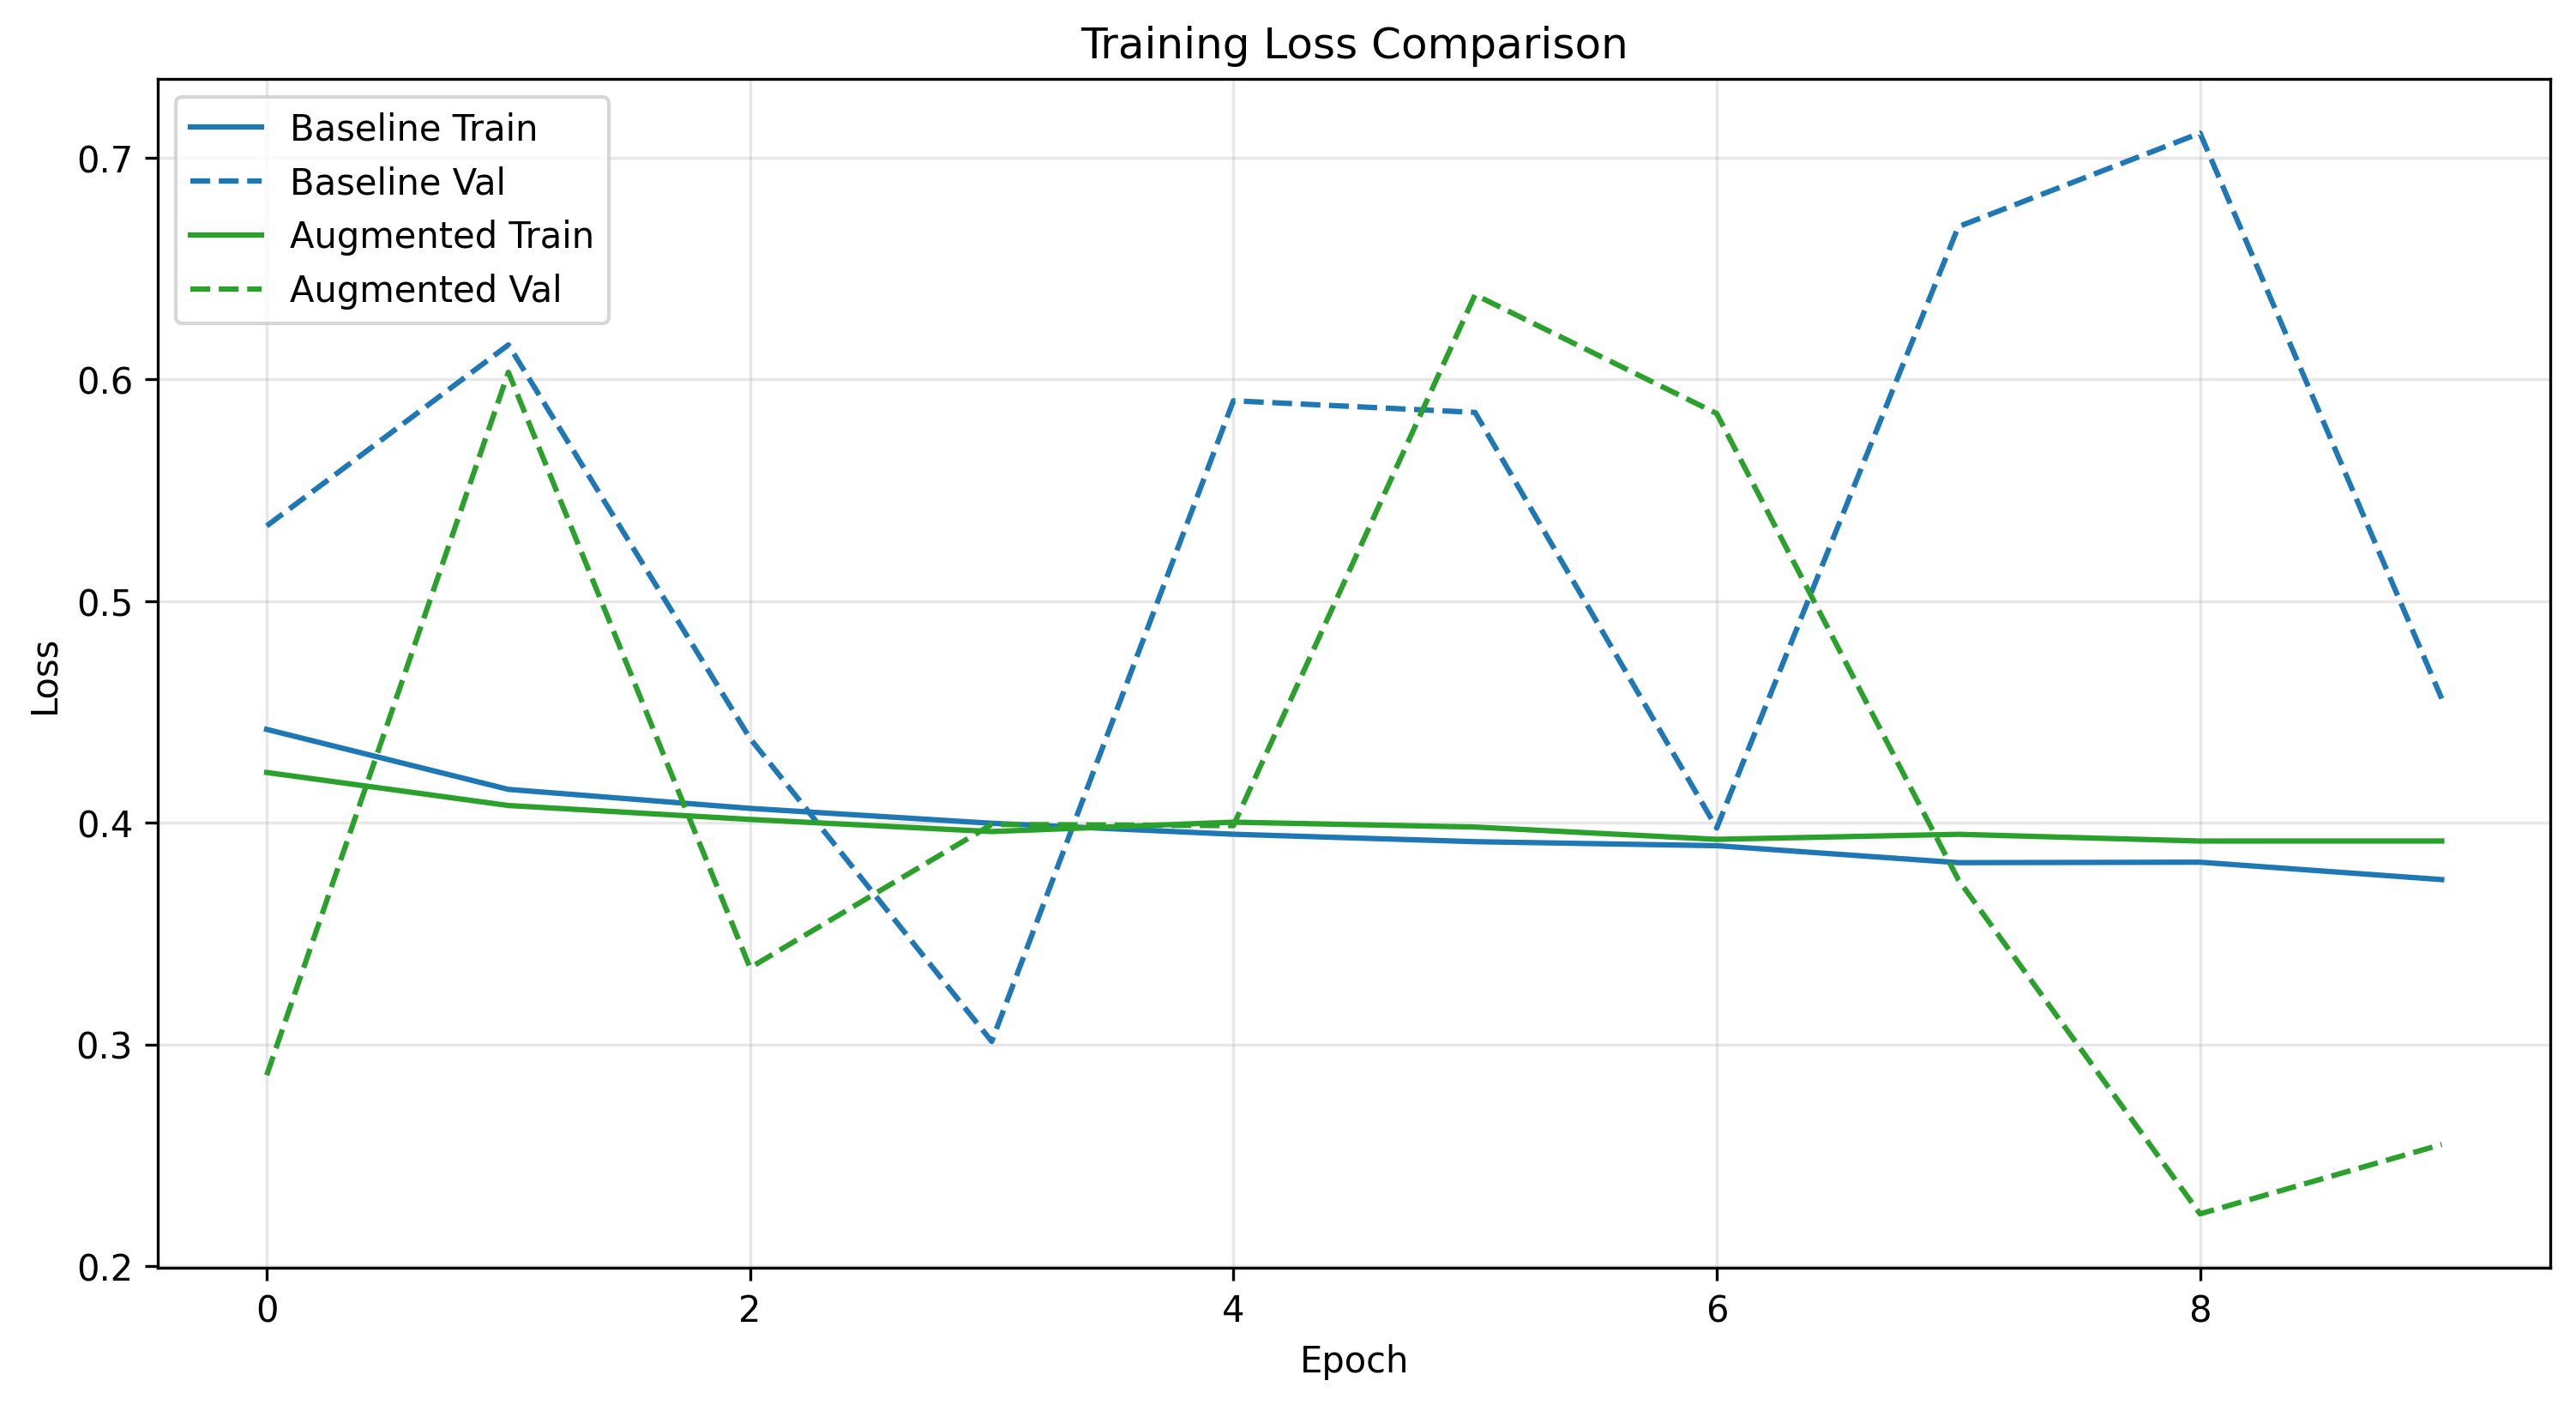 Training Loss Comparison
Baseline Train
Baseline Val
Augmented Train
Augmented Val
0.7
0.6
0.5
0.4
0.3
0.2
Loss
0 2 4 6 8
Epoch